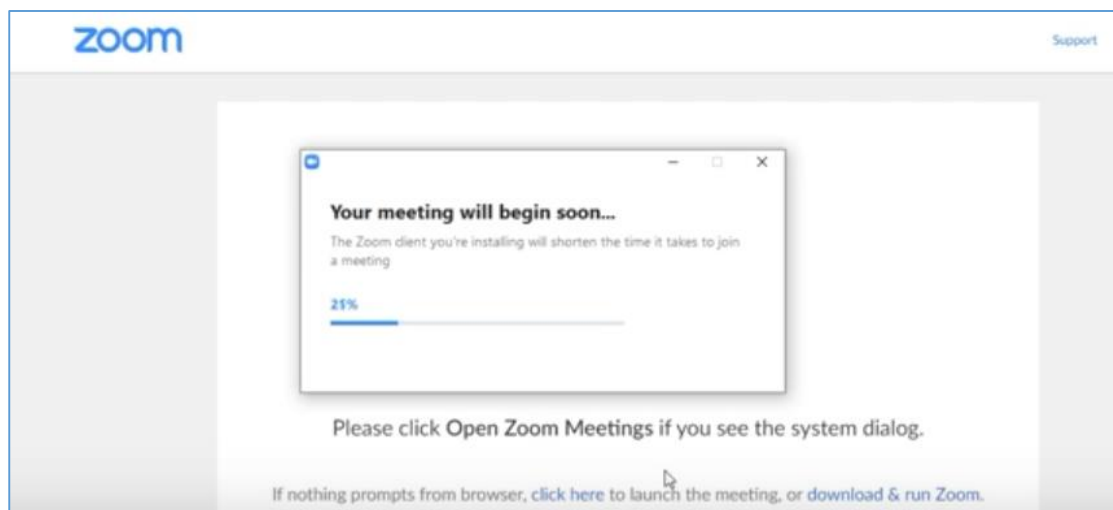 zoom
Support
Your meeting will begin soon...
The Zoom client you're installing will shorten the time it takes to join
a meeting
21%
Please click Open Zoom Meetings if you see the system dialog.
If nothing prompts from browser, click here to launch the meeting, or download & run Zoom.